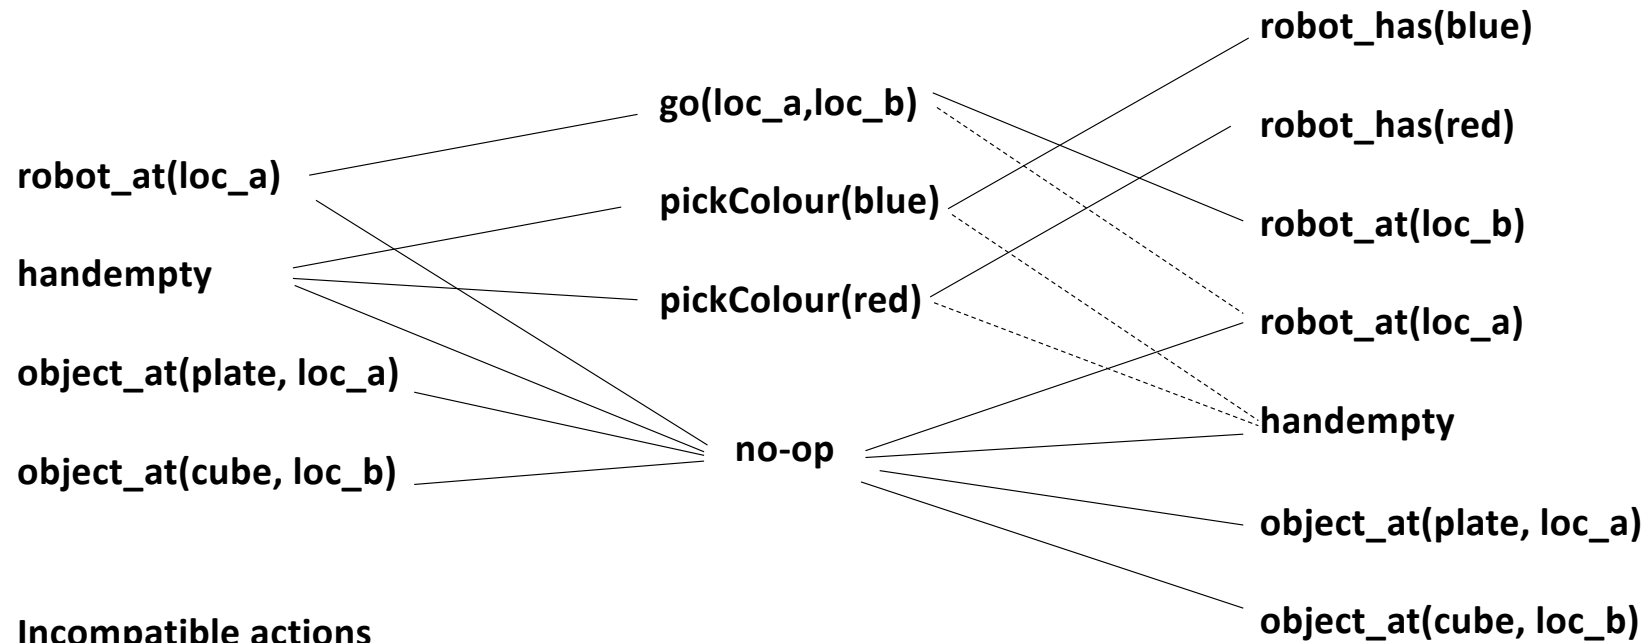 robot_at(loc_a)
handempty
object_at(plate, loc_a)
object_at(cube, loc_b)
Incompatible actions
go(loc_a,loc_b)
pickColour(blue)
pickColour(red)
no-op
robot_has(blue)
robot_has(red)
robot_at(loc_b)
robot_at(loc_a)
handempty
object_at(plate, loc_a)
object_at(cube, loc_b)